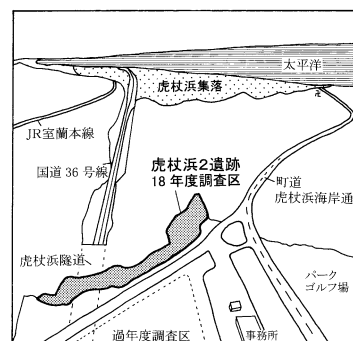 太平洋
虎杖浜集落
JR室蘭本線
国道36号線
虎杖浜2遺跡
18年度調査区
町道
虎杖浜海岸通
虎杖浜隧道
パーク
ゴルフ場
過年度調査区
事務所